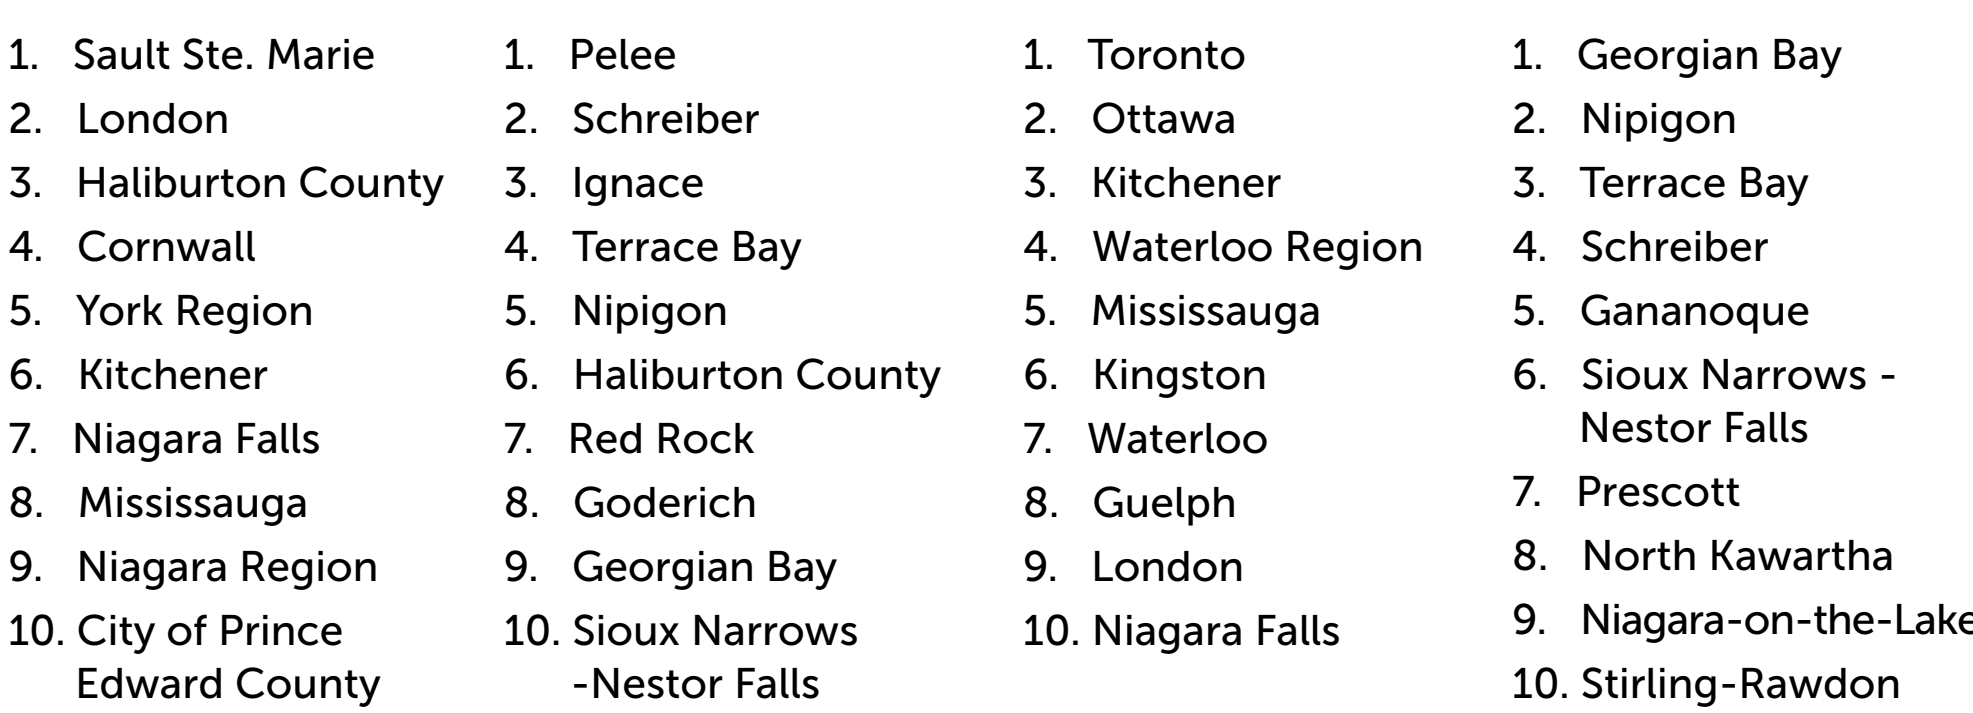 1. Sault Ste. Marie
2. London
3. Haliburton County
4. Cornwall
5. York Region
6. Kitchener
7. Niagara Falls
8. Mississauga
9. Niagara Region
10. City of Prince
Edward County
1. Pelee
2. Schreiber
3. Ignace
4. Terrace Bay
5. Nipigon
6. Haliburton County
7. Red Rock
8. Goderich
9. Georgian Bay
10. Sioux Narrows
-Nestor Falls
1. Toronto
2. Ottawa
3. Kitchener
4. Waterloo Region
5. Mississauga
6. Kingston
7. Waterloo
8. Guelph
9. London
10. Niagara Falls
1. Georgian Bay
2. Nipigon
3. Terrace Bay
4. Schreiber
5. Gananoque
6. Sioux Narrows -
Nestor Falls
7. Prescott
8. North Kawartha
9. Niagara-on-the-Lake
10. Stirling-Rawdon